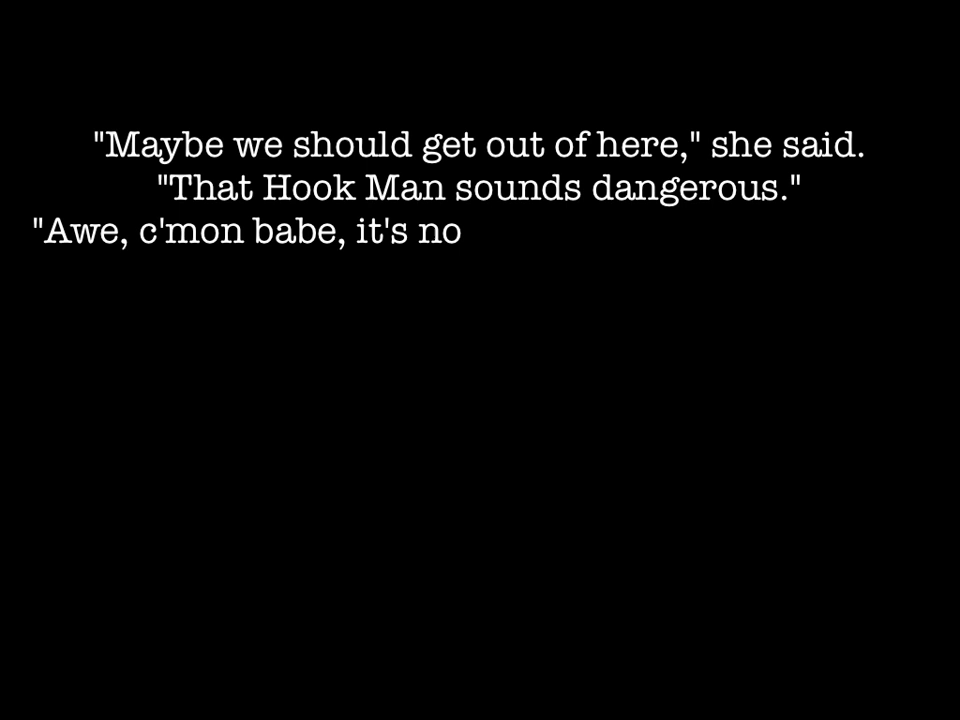 "Maybe we should get out of here," she said.
"That Hook Man sounds dangerous."
"Awe, c'mon babe, it's no